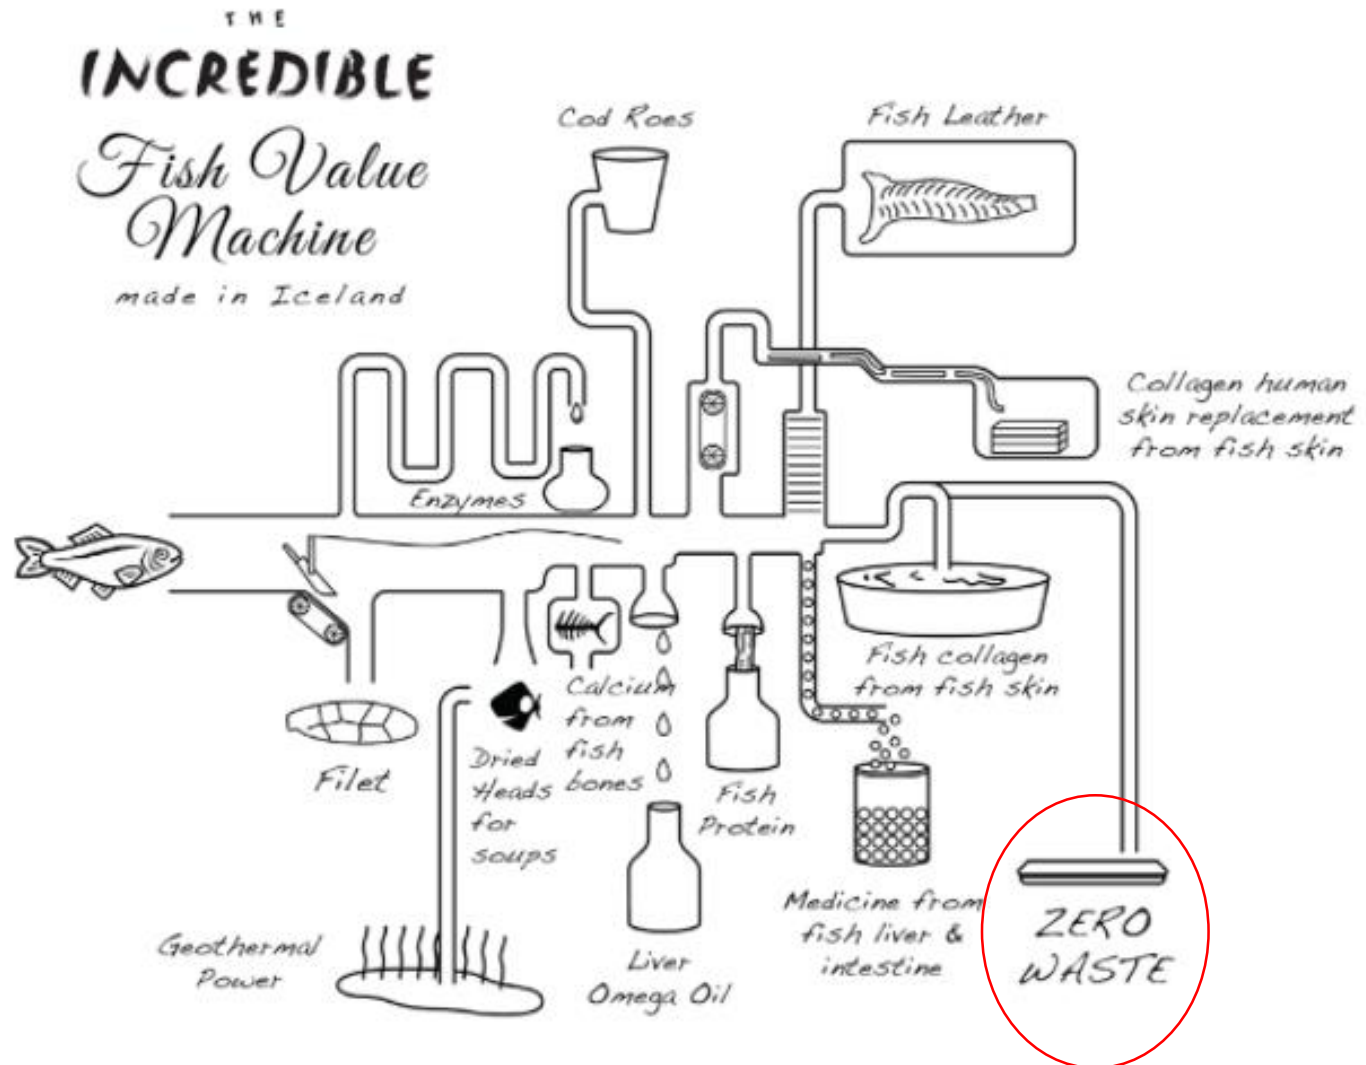 THE
INCREDIBLE
Fish Value
Machine
made in Iceland
Cod Roes
Fish Leather
Collagen human
skin replacement
from fish skin
Enzymes
Fish collagen
from fish skin
Filet
Dried
Heads
for
soups
Calcium
from
fish
bones
Fish
Protein
Geothermal
Power
Liver
Omega Oil
Medicine from
fish liver &
intestine
ZERO
WASTE